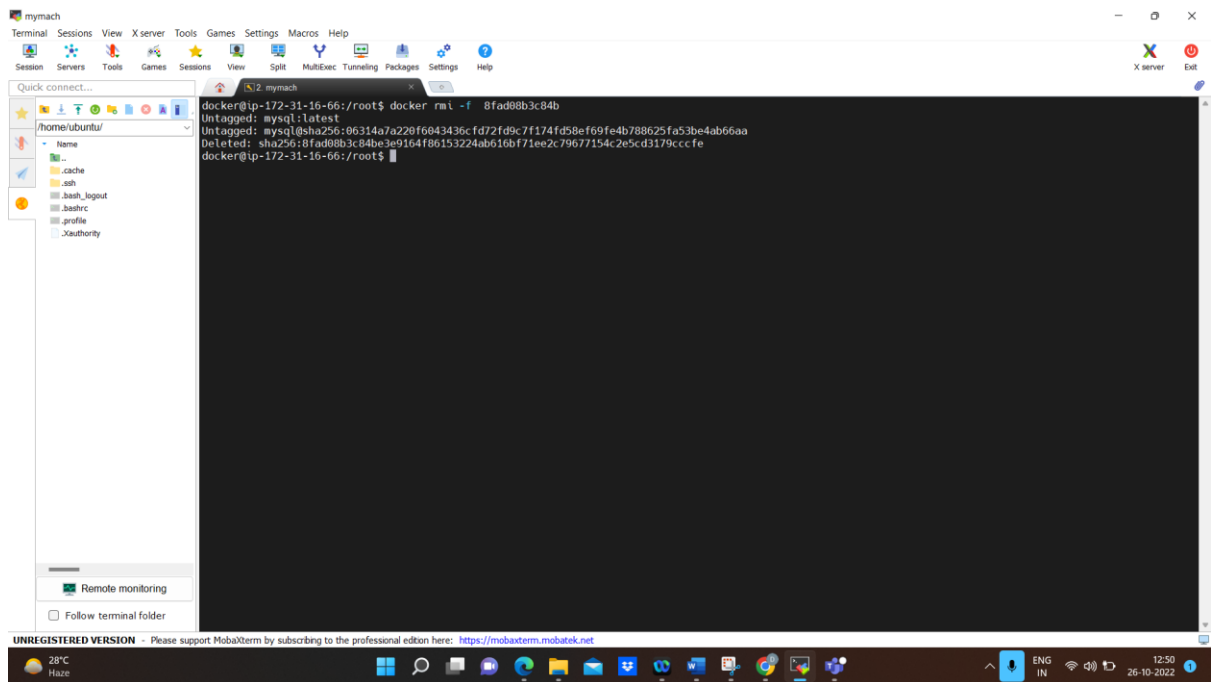 mymach
Terminal Sessions View X server Tools Games Settings Macros Help
Session Servers Tools Games Sessions View Split MultiExec Tunneling Packages Settings Help X server Exit
Quick connect...
2. mymach
/home/ubuntu/
Name
..
.cache
.ssh
.bash_logout
.bashrc
.profile
.Xauthority
docker@ip-172-31-16-66:/root$ docker rmi -f 8fad08b3c84b
Untagged: mysql:latest
Untagged: mysql@sha256:06314a7a220f6043436cfd72fd9c7f174fd58ef69fe4b788625fa53be4ab66aa
Deleted: sha256:8fad08b3c84be3e9164f86153224ab616bf71ee2c79677154c2e5cd3179cccfe
docker@ip-172-31-16-66:/root$
Remote monitoring
Follow terminal folder
UNREGISTERED VERSION - Please support MobaXterm by subscribing to the professional edition here: https://mobaxterm.mobatek.net
28°C
Haze
ENG
IN
12:50
26-10-2022
1